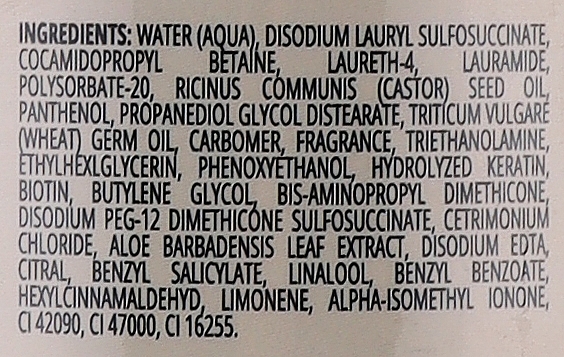 INGREDIENTS: WATER (AQUA), DISODIUM LAURYL SULFOSUCCINATE,
COCAMIDOPROPYL BETAINE, LAURETH-4, LAURAMIDE,
POLYSORBATE-20, RICINUS COMMUNIS (CASTOR) SEED OIL,
PANTHENOL, PROPANEDIOL GLYCOL DISTEARATE, TRITICUM VULGARE
(WHEAT) GERM OIL, CARBOMER, FRAGRANCE, TRIETHANOLAMINE,
ETHYLHEXLGLYCERIN, PHENOXYETHANOL, HYDROLYZED KERATIN,
BIOTIN, BUTYLENE GLYCOL, BIS-AMINOPROPYL DIMETHICONE,
DISODIUM PEG-12 DIMETHICONE SULFOSUCCINATE, CETRIMONIUM
CHLORIDE, ALOE BARBADENSIS LEAF EXTRACT, DISODIUM EDTA,
CITRAL, BENZYL SALICYLATE, LINALOOL, BENZYL BENZOATE,
HEXYLCINNAMALDEHYD, LIMONENE, ALPHA-ISOMETHYL IONONE,
CI 42090, CI 47000, CI 16255.